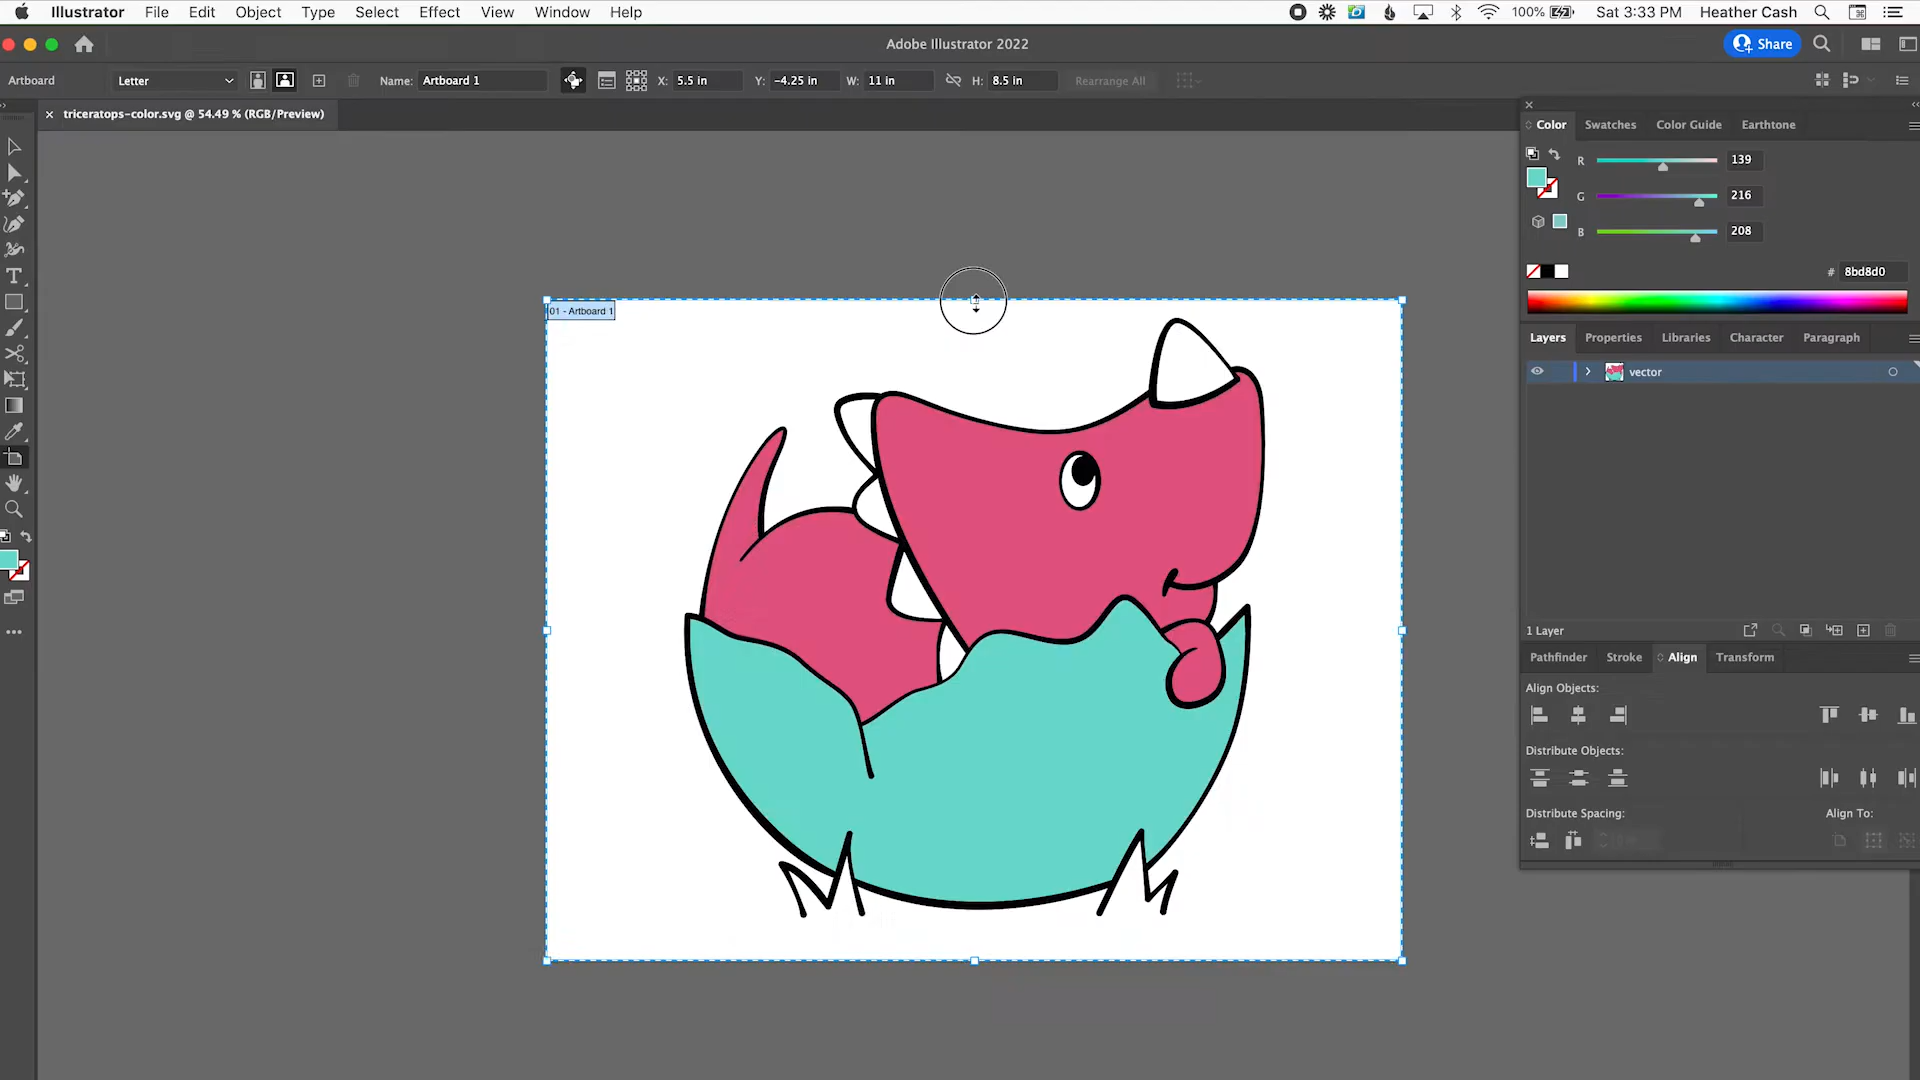 Illustrator File Edit Object Type Select Effect View Window Help 100% Sat 3:33 PM Heather Cash
Adobe Illustrator 2022 Share
Artboard Letter Name: Artboard 1 X: 5.5 in Y: -4.25 in W: 11 in H: 8.5 in Rearrange All
triceratops-color.svg @ 54.49 % (RGB/Preview)
Color Swatches Color Guide Earthtone
R 139
G 216
B 208
# 8bd8d0
01 - Artboard 1
Layers Properties Libraries Character Paragraph
vector
1 Layer
Pathfinder Stroke Align Transform
Align Objects:
Distribute Objects:
Distribute Spacing: Align To: